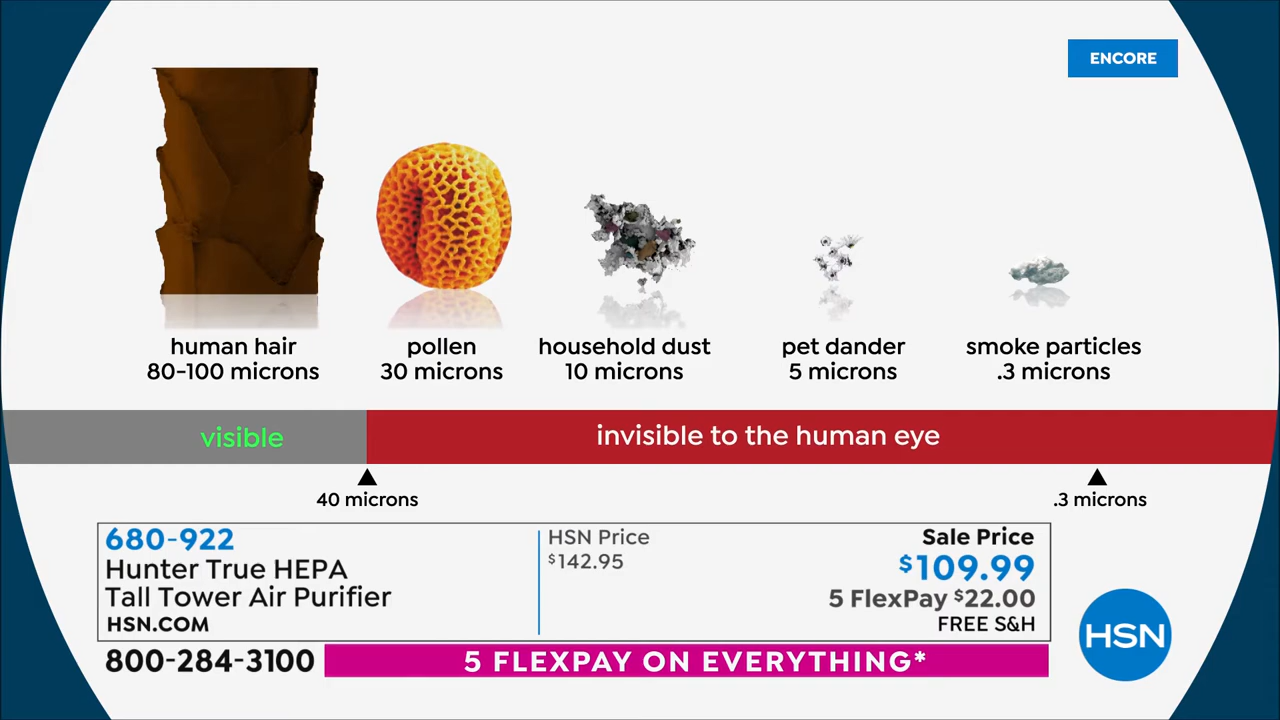 ENCORE
human hair
80-100 microns
pollen
30 microns
household dust
10 microns
pet dander
5 microns
smoke particles
.3 microns
visible
invisible to the human eye
40 microns
.3 microns
680-922
Hunter True HEPA
Tall Tower Air Purifier
HSN.COM
HSN Price
$142.95
Sale Price
$109.99
5 FlexPay $22.00
FREE S&H
HSN
800-284-3100
5 FLEXPAY ON EVERYTHING*